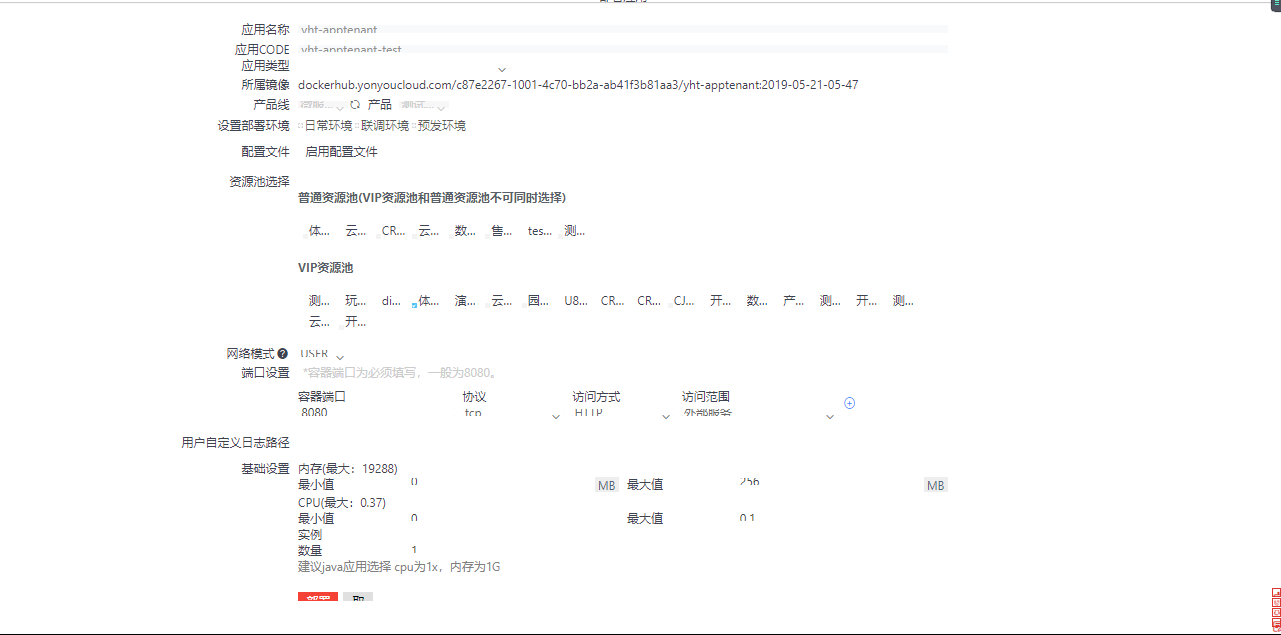 部署应用
应用名称 yht-apptenant
应用CODE yht-apptenant-test
应用类型
所属镜像 dockerhub.yonyoucloud.com/c87e2267-1001-4c70-bb2a-ab41f3b81aa3/yht-apptenant:2019-05-21-05-47
产品线 微服... 产品 测试...
设置部署环境 日常环境 联调环境 预发环境
配置文件 启用配置文件
资源池选择
普通资源池(VIP资源池和普通资源池不可同时选择)
体... 云... CR... 云... 数... 售... tes... 测...
VIP资源池
测... 玩... di... 体... 演... 云... 园... U8... CR... CR... CJ... 开... 数... 产... 测... 开... 测...
云... 开...
网络模式 USER
端口设置 *容器端口为必须填写，一般为8080。
容器端口 协议 访问方式 访问范围
8080 tcp HTTP 外部服务
用户自定义日志路径
基础设置 内存(最大：19288)
最小值 0 MB 最大值 256 MB
CPU(最大：0.37)
最小值 0 最大值 0.1
实例
数量 1
建议java应用选择 cpu为1x，内存为1G
部署 取